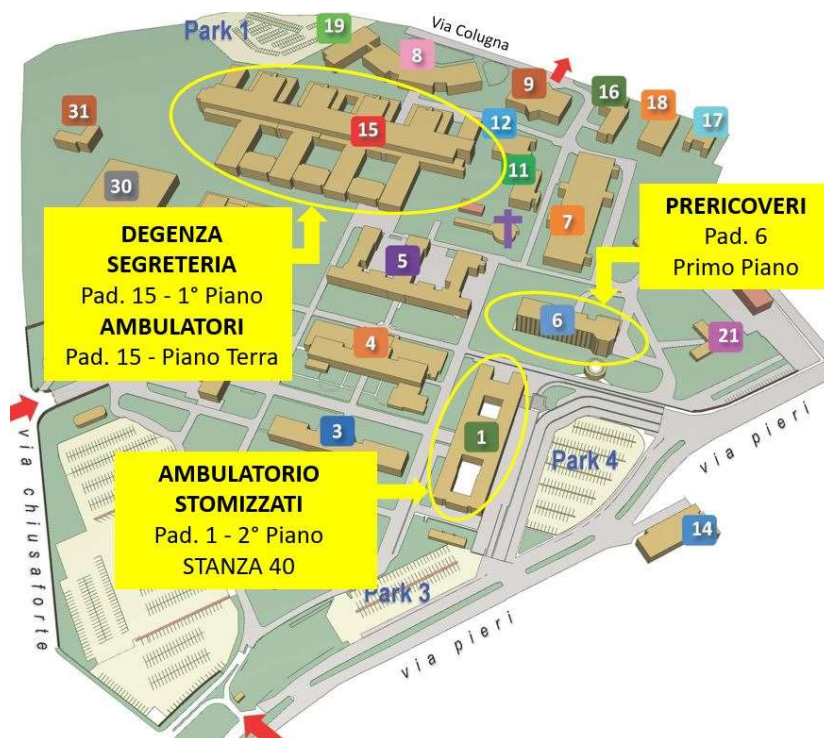 Park 1
19
8
Via Colugna
9
16
18
17
31
15
12
11
30
7
DEGENZA
SEGRETERIA
Pad. 15 - 1° Piano
AMBULATORI
Pad. 15 - Piano Terra
PRERICOVERI
Pad. 6
Primo Piano
5
6
4
21
3
1
AMBULATORIO
STOMIZZATI
Pad. 1 - 2° Piano
STANZA 40
Park 4
via pieri
14
Park 3
via pieri
via chiusaforte